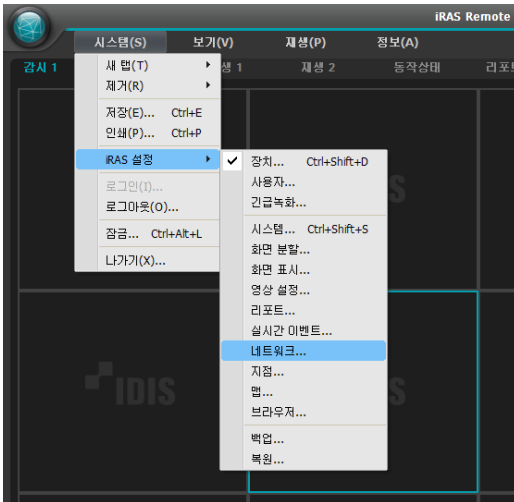 iRAS Remote
시스템(S) 보기(V) 재생(P) 정보(A)
감시 1 생 1 재생 2 동작상태 리포
새 탭(T)
제거(R)
저장(E)... Ctrl+E
인쇄(P)... Ctrl+P
iRAS 설정
로그인(I)...
로그아웃(O)...
잠금... Ctrl+Alt+L
나가기(X)...
장치... Ctrl+Shift+D
사용자...
긴급녹화...
시스템... Ctrl+Shift+S
화면 분할...
화면 표시...
영상 설정...
리포트...
실시간 이벤트...
네트워크...
지점...
맵...
브라우저...
백업...
복원...
IDIS
S
S